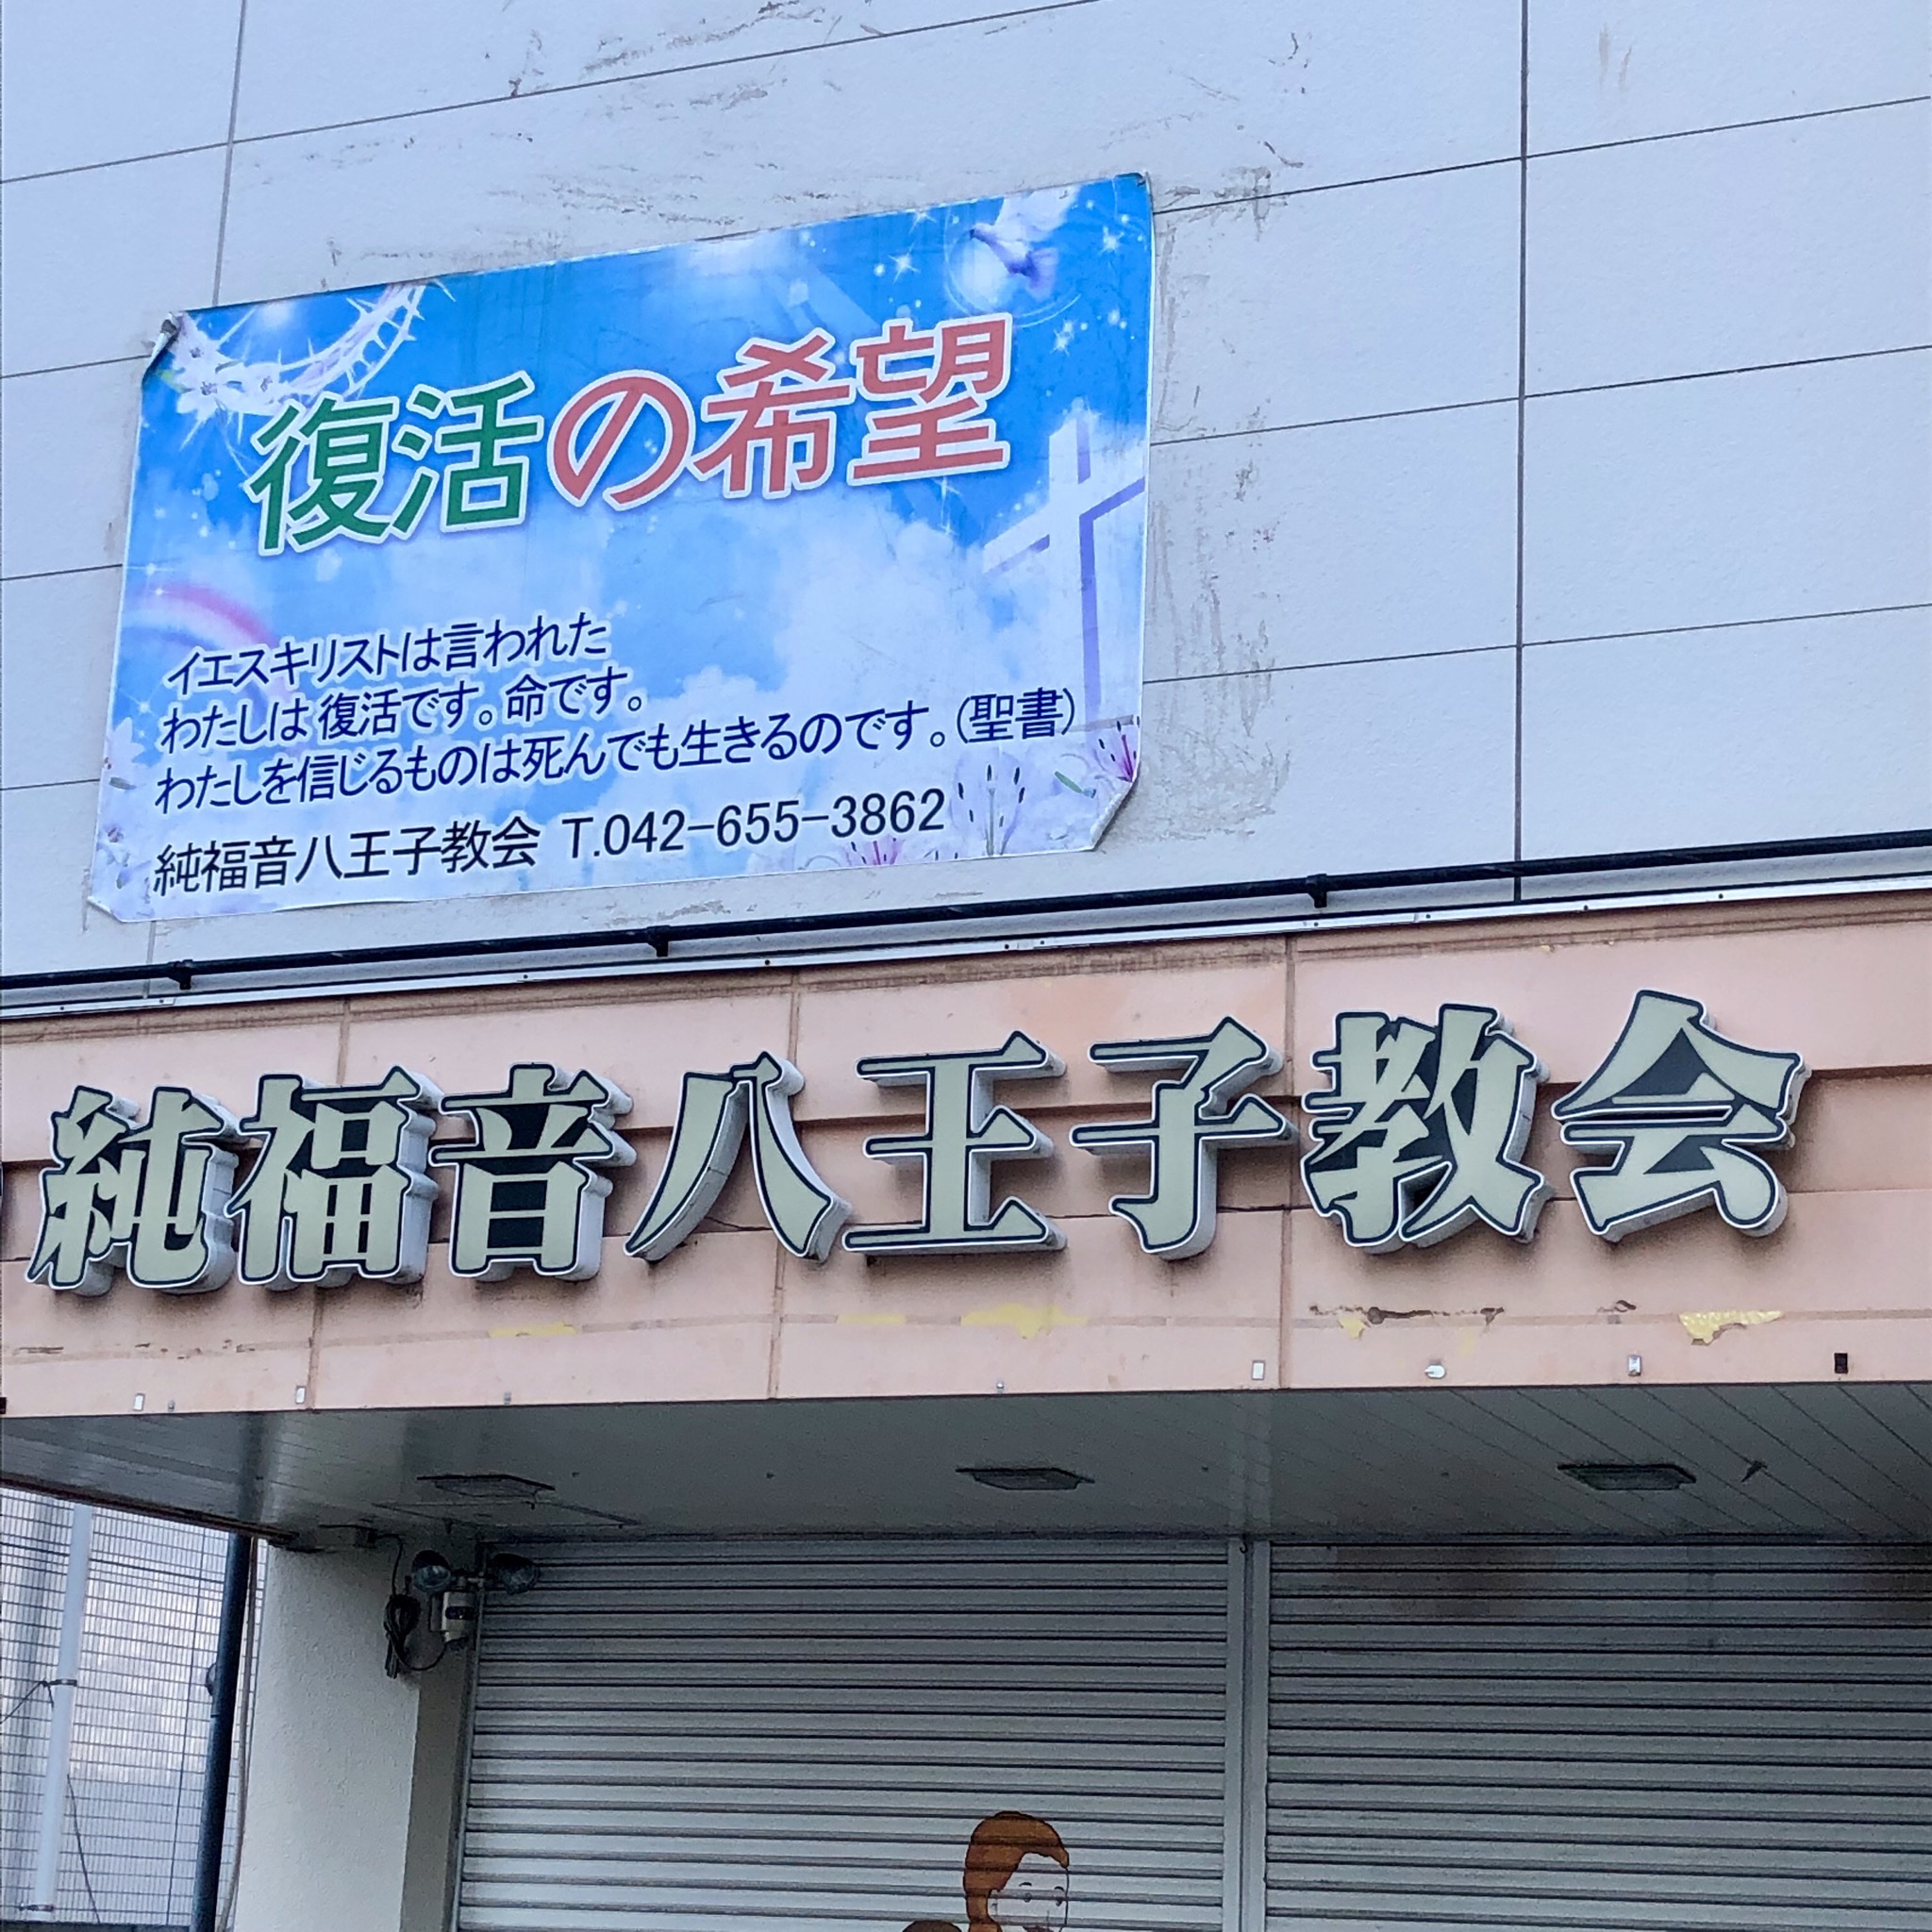 復活の希望
イエスキリストは言われた
わたしは 復活です。命です。
わたしを信じるものは死んでも生きるのです。(聖書)
純福音八王子教会 T.042-655-3862
純福音八王子教会